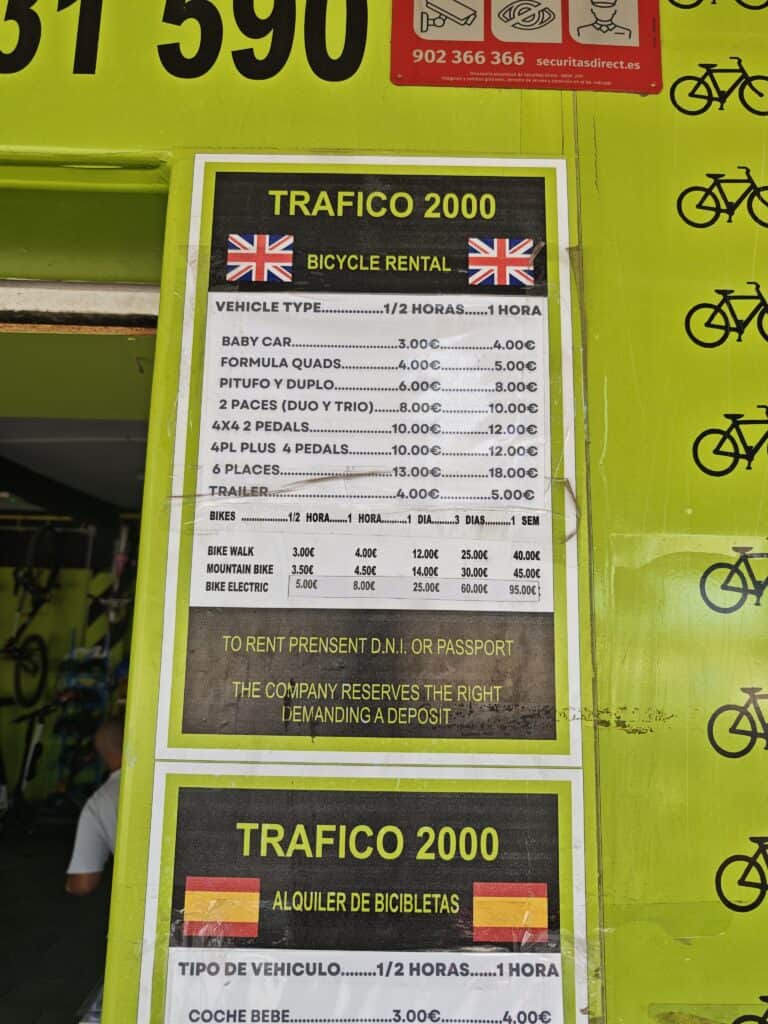 31 590
902 366 366 securitasdirect.es
TRAFICO 2000
BICYCLE RENTAL
VEHICLE TYPE...............1/2 HORAS......1 HORA
BABY CAR..........................3.00€.............4.00€
FORMULA QUADS..............4.00€.............5.00€
PITUFO Y DUPLO................6.00€.............8.00€
2 PACES (DUO Y TRIO)......8.00€............10.00€
4X4 2 PEDALS....................10.00€............12.00€
4PL PLUS 4 PEDALS..........10.00€............12.00€
6 PLACES............................13.00€............18.00€
TRAILER...............................4.00€.............5.00€
BIKES .................1/2 HORA......1 HORA.......1 DIA.......3 DIAS.........1 SEM
BIKE WALK 3.00€ 4.00€ 12.00€ 25.00€ 40.00€
MOUNTAIN BIKE 3.50€ 4.50€ 14.00€ 30.00€ 45.00€
BIKE ELECTRIC 5.00€ 8.00€ 25.00€ 60.00€ 95.00€
TO RENT PRENSENT D.N.I. OR PASSPORT
THE COMPANY RESERVES THE RIGHT
DEMANDING A DEPOSIT
TRAFICO 2000
ALQUILER DE BICIBLETAS
TIPO DE VEHICULO........1/2 HORAS......1 HORA
COCHE BEBE....................3.00€..............4,00€